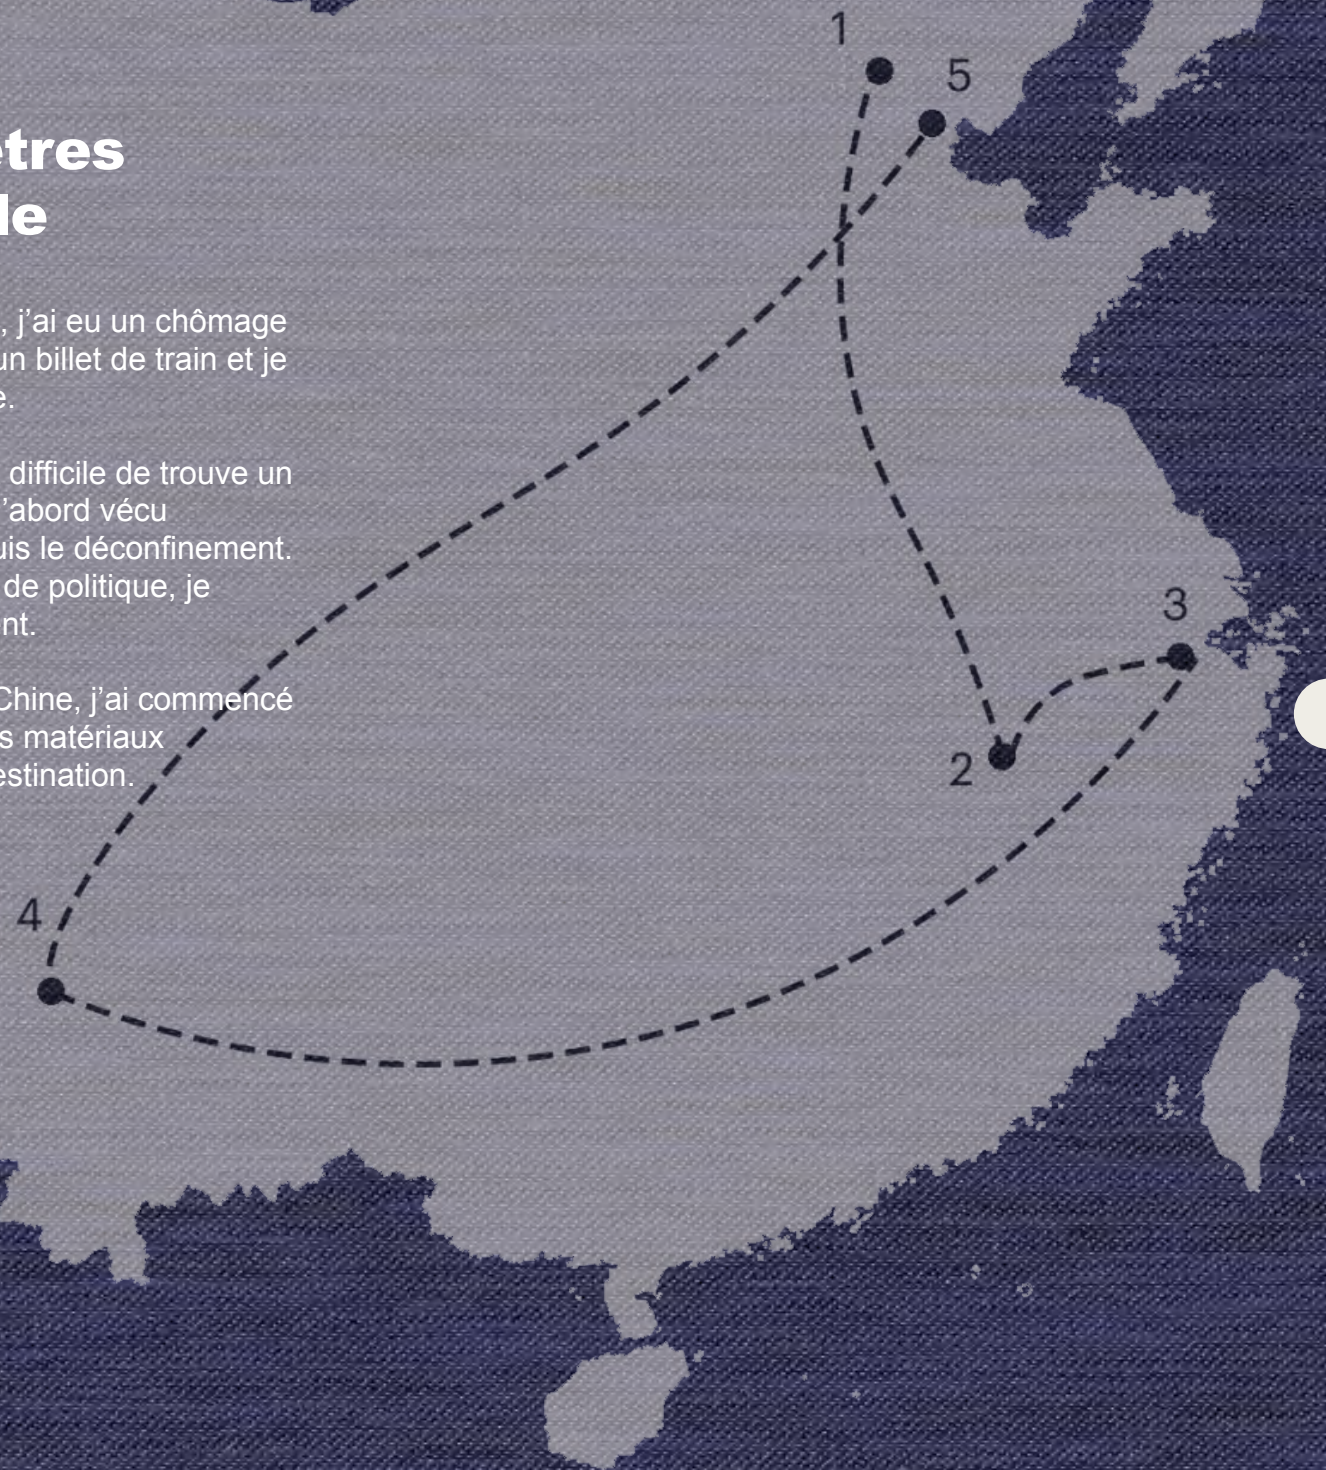 êtres
le
, j’ai eu un chômage
un billet de train et je
e.
difficile de trouve un
’abord vécu
uis le déconfinement.
de politique, je
nt.
Chine, j’ai commencé
s matériaux
estination.
1
5
3
2
4